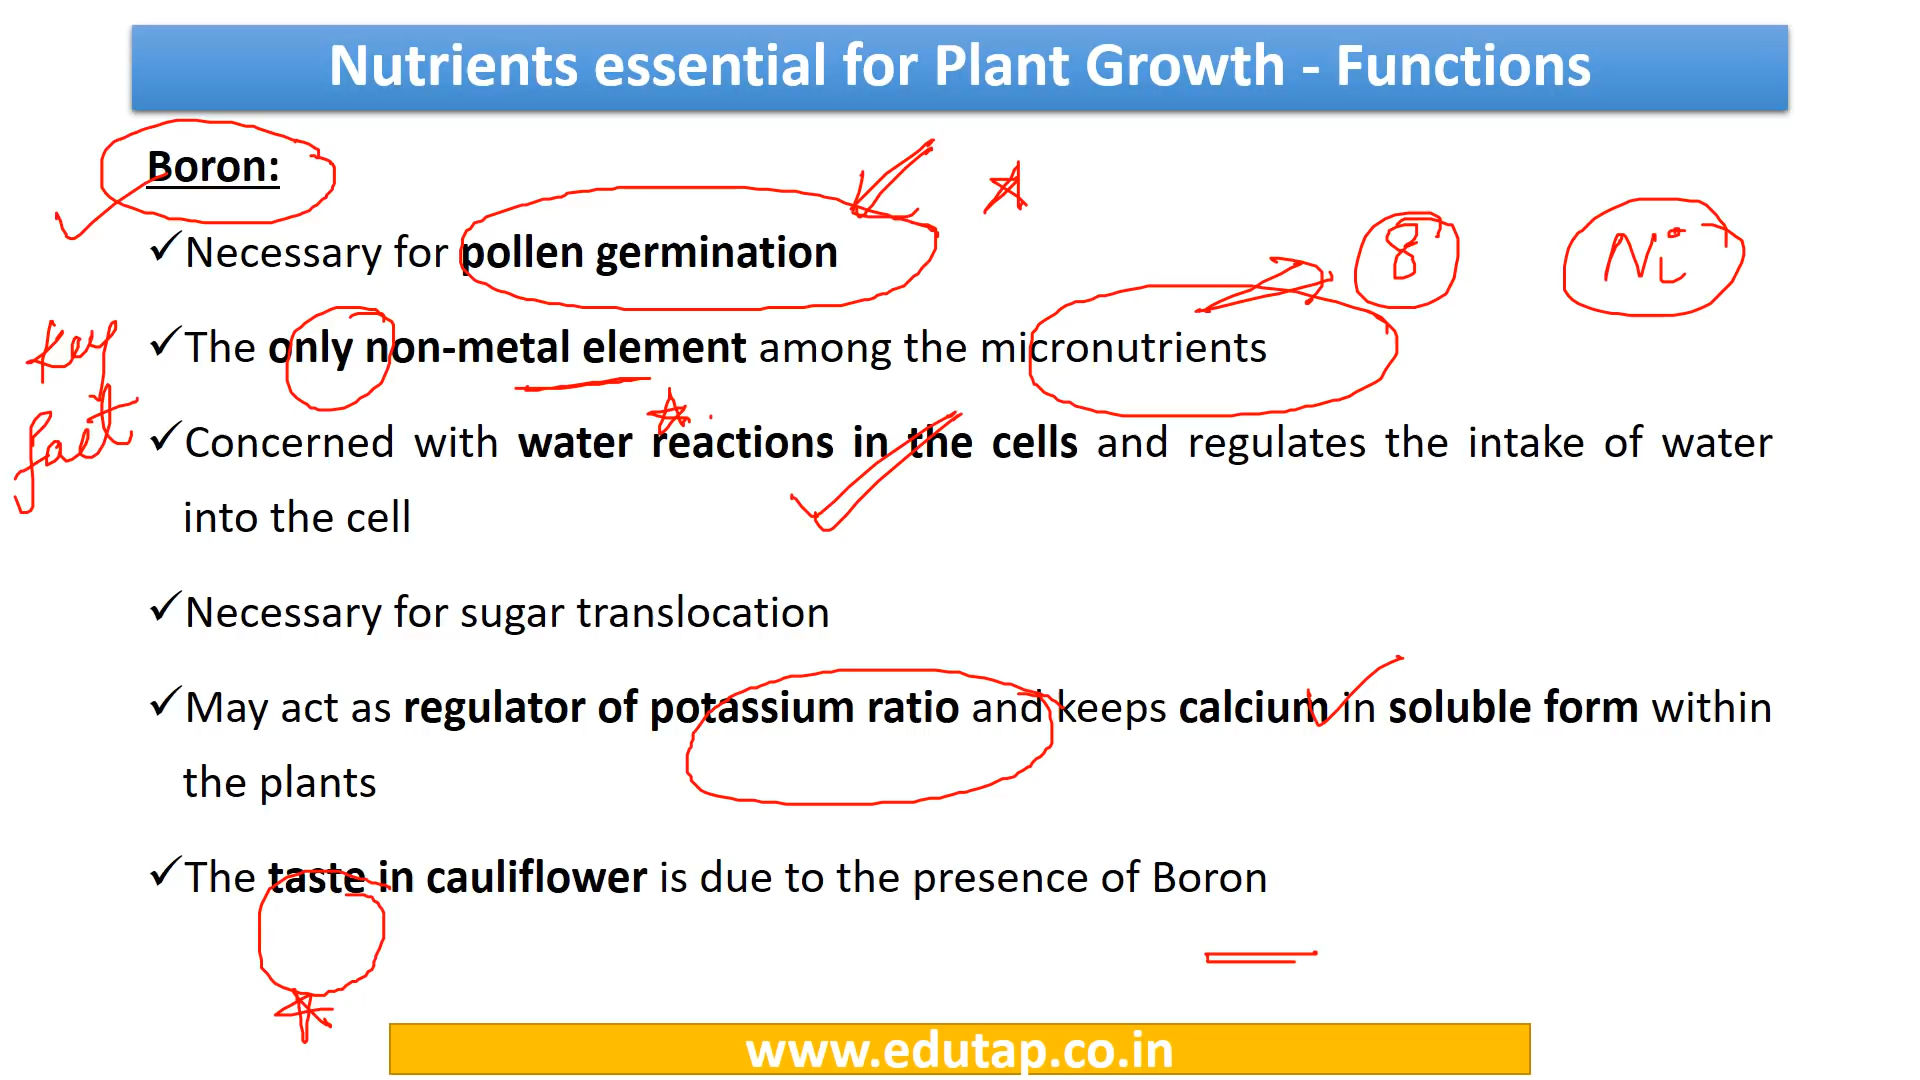 Nutrients essential for Plant Growth - Functions
Boron:
✓Necessary for pollen germination
8
Ni
✓The only non-metal element among the micronutrients
Key
fact
✓Concerned with water reactions in the cells and regulates the intake of water
into the cell
✓Necessary for sugar translocation
✓May act as regulator of potassium ratio and keeps calcium in soluble form within
the plants
✓The taste in cauliflower is due to the presence of Boron
www.edutap.co.in